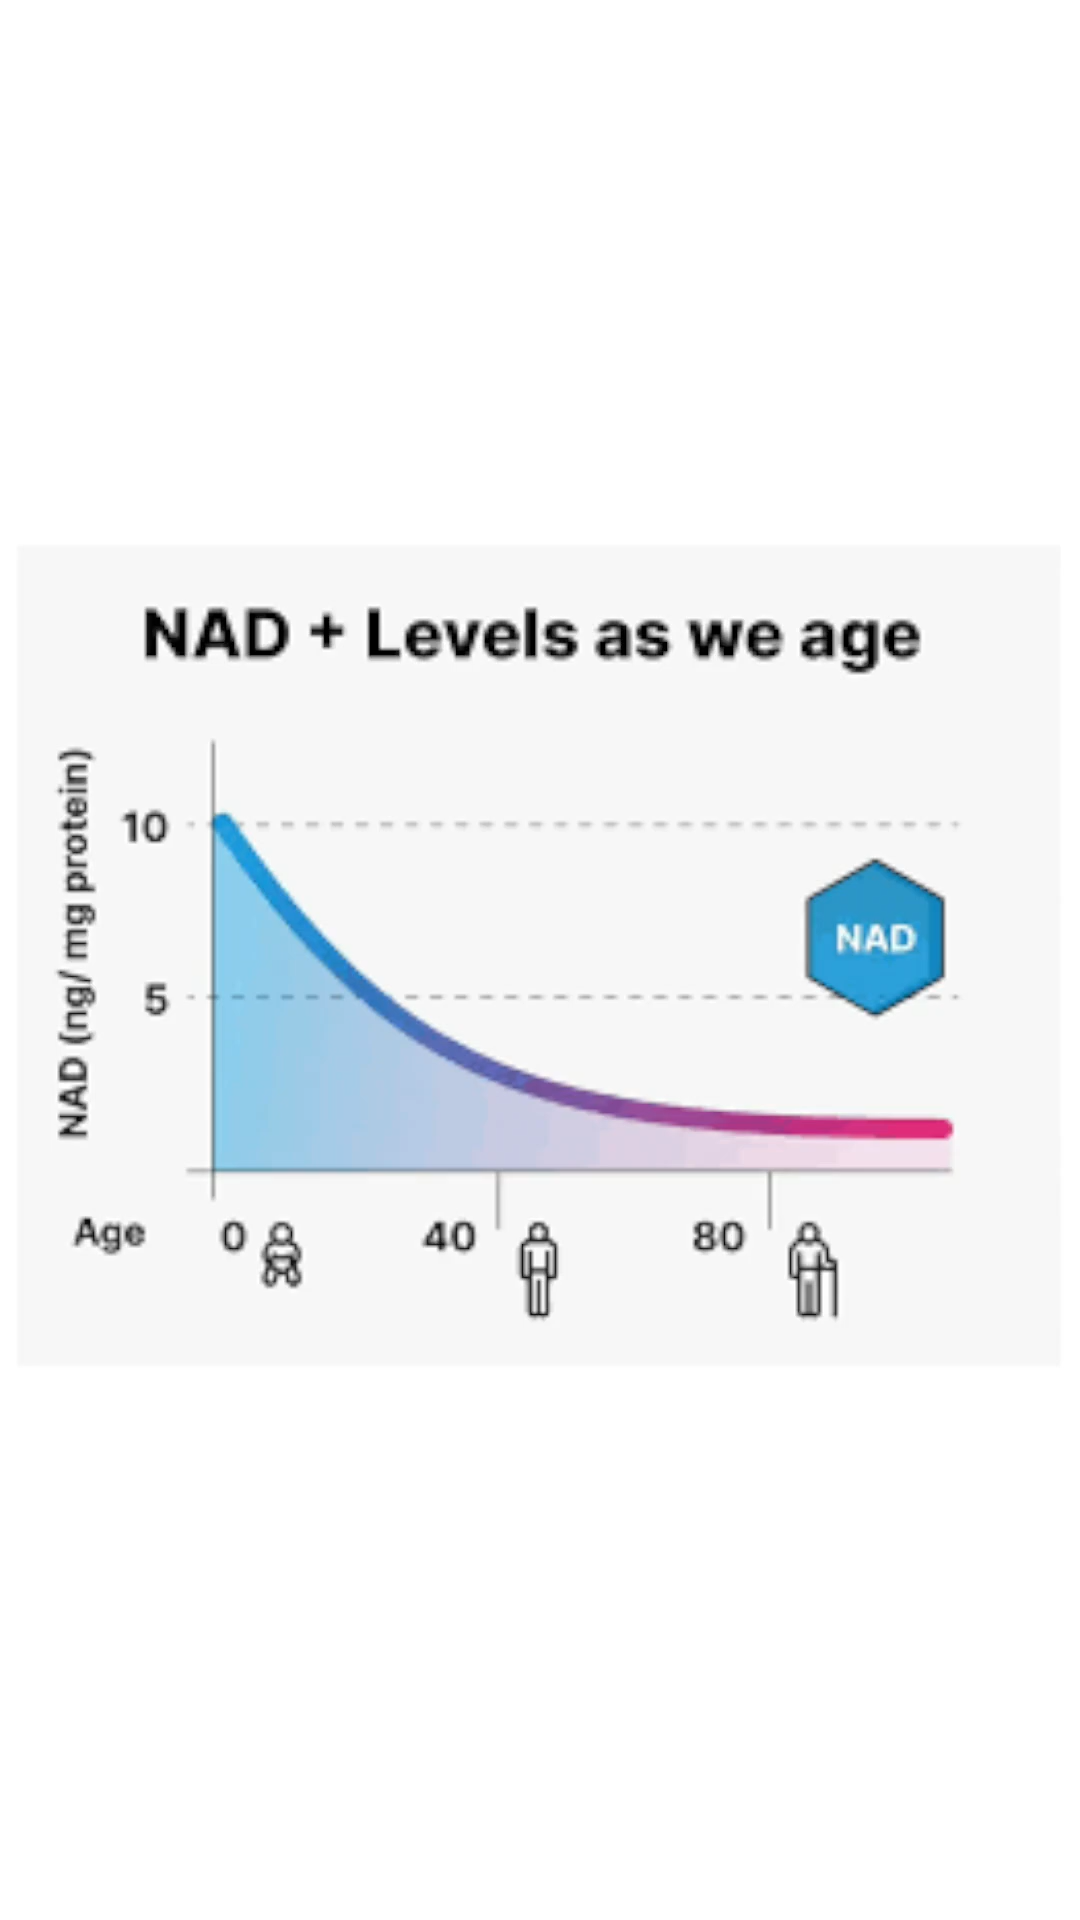 NAD + Levels as we age
NAD (ng/ mg protein)
10
5
NAD
Age 0 40 80